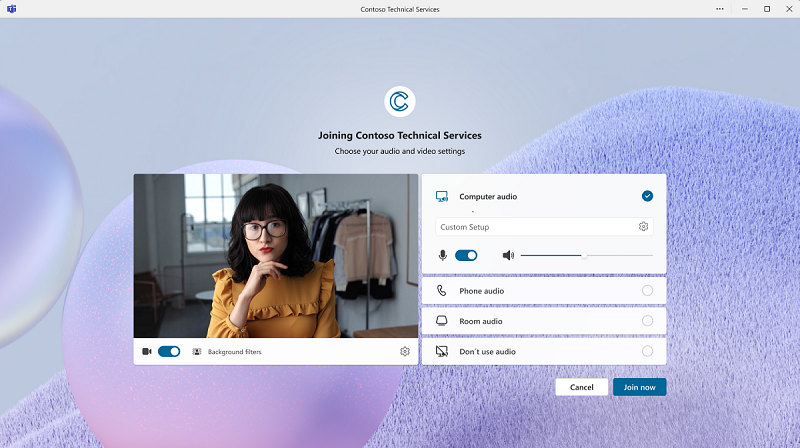 Contoso Technical Services
Joining Contoso Technical Services
Choose your audio and video settings
Computer audio
Custom Setup
Phone audio
Room audio
Don't use audio
Background filters
Cancel
Join now